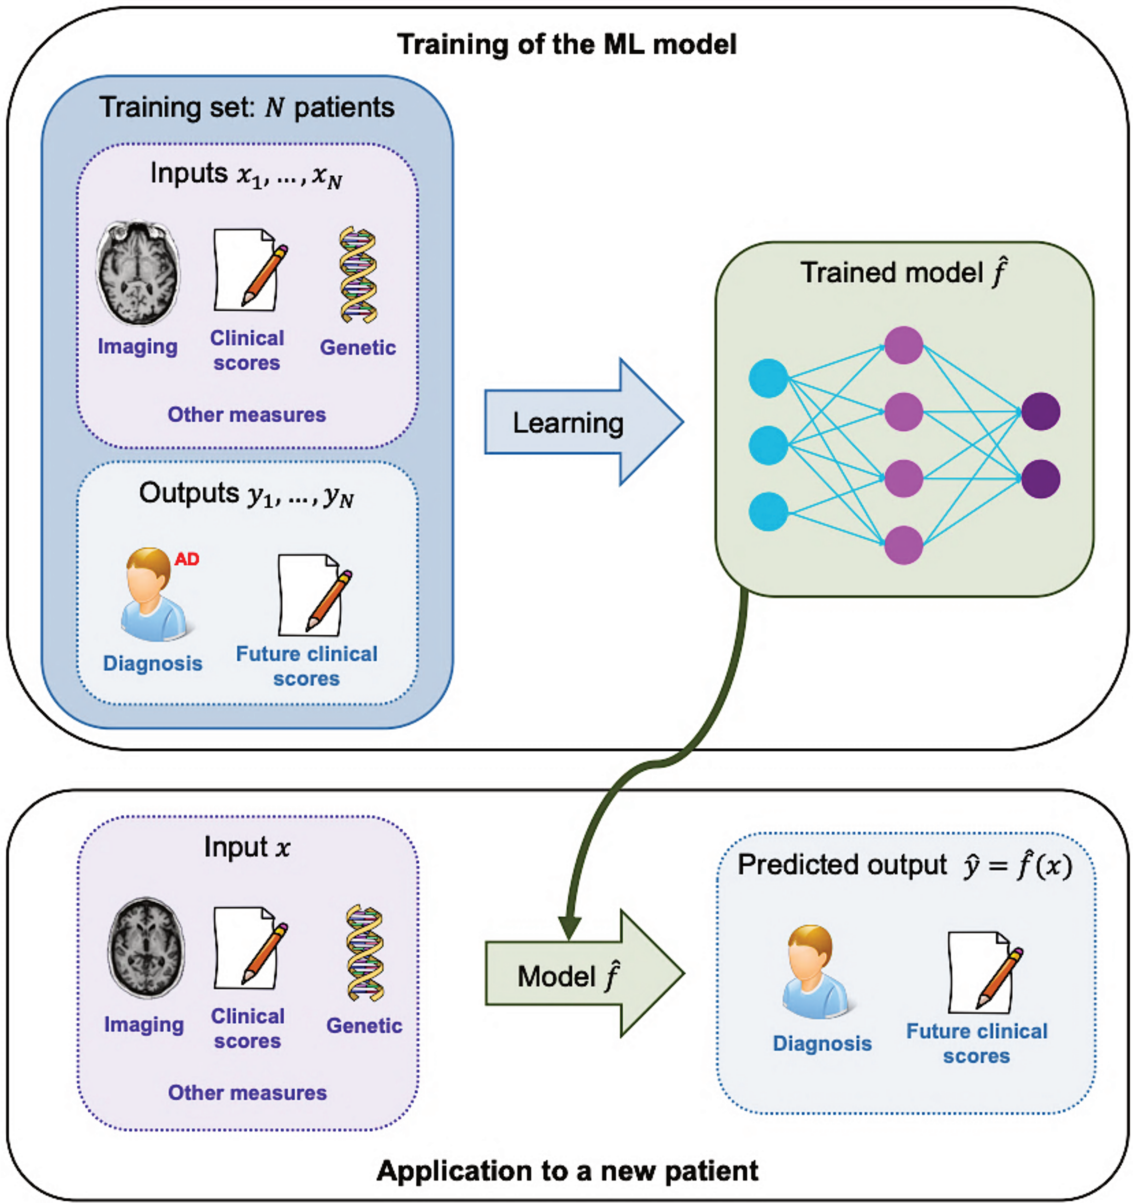 Training of the ML model
Training set: N patients
Inputs x₁, ..., x_N
Imaging
Clinical
scores
Genetic
Other measures
Outputs y₁, ..., y_N
AD
Diagnosis
Future clinical
scores
Learning
Trained model f̂
Input x
Imaging
Clinical
scores
Genetic
Other measures
Model f̂
Predicted output ŷ = f̂(x)
Diagnosis
Future clinical
scores
Application to a new patient